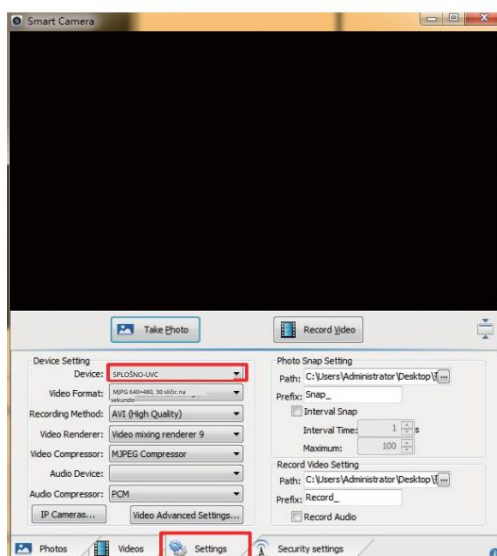 Smart Camera
Take Photo
Record Video
Device Setting
Device: SPLOŠNO-UVC
Video Format: MJPG 640×480, 30 sličic na
sekundo
Recording Method: AVI (High Quality)
Video Renderer: Video mixing renderer 9
Video Compressor: MJPEG Compressor
Audio Device:
Audio Compressor: PCM
IP Cameras... Video Advanced Settings...
Photo Snap Setting
Path: C:\Users\Administrator\Desktop\ ...
Prefix: Snap_
Interval Snap
Interval Time: 1 s
Maximum: 100
Record Video Setting
Path: C:\Users\Administrator\Desktop\ ...
Prefix: Record_
Record Audio
Photos Videos Settings Security settings